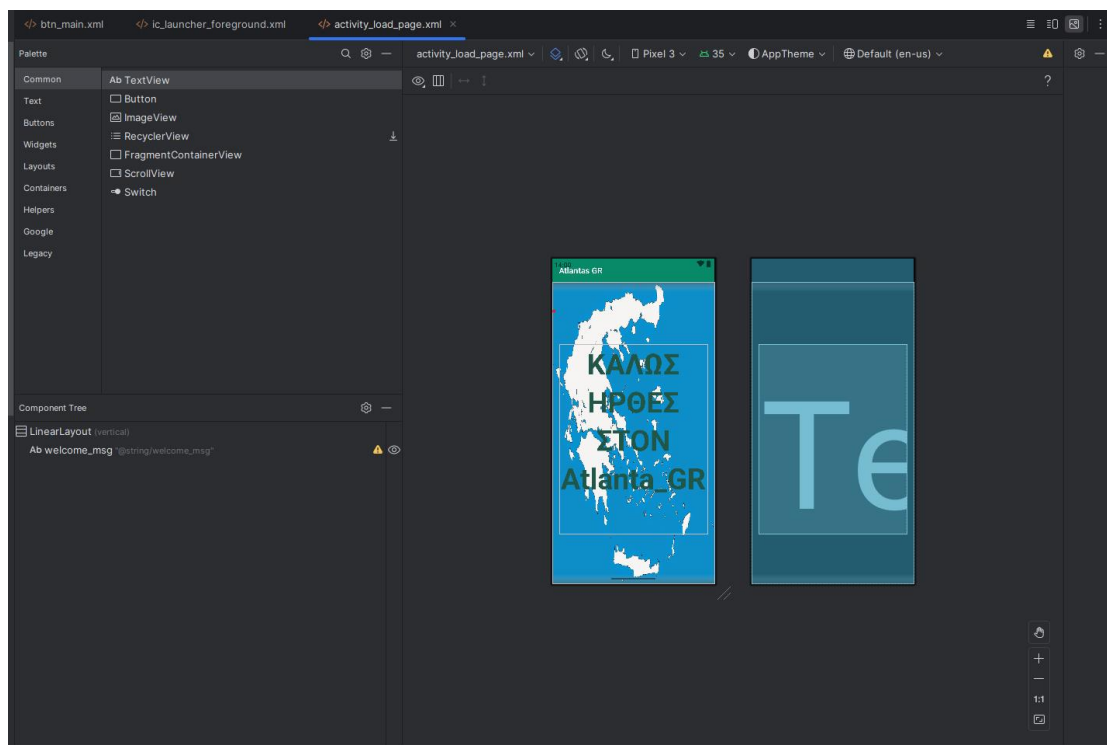 btn_main.xml
ic_launcher_foreground.xml
activity_load_page.xml
Palette
activity_load_page.xml
Pixel 3
35
AppTheme
Default (en-us)
Common
Text
Buttons
Widgets
Layouts
Containers
Helpers
Google
Legacy
Ab TextView
Button
ImageView
RecyclerView
FragmentContainerView
ScrollView
Switch
?
Atlantas GR
ΚΑΛΩΣ
ΗΡΘΕΣ
ΣΤΟΝ
Atlanta_GR
Te
Component Tree
LinearLayout (vertical)
Ab welcome_msg "@string/welcome_msg"
1:1